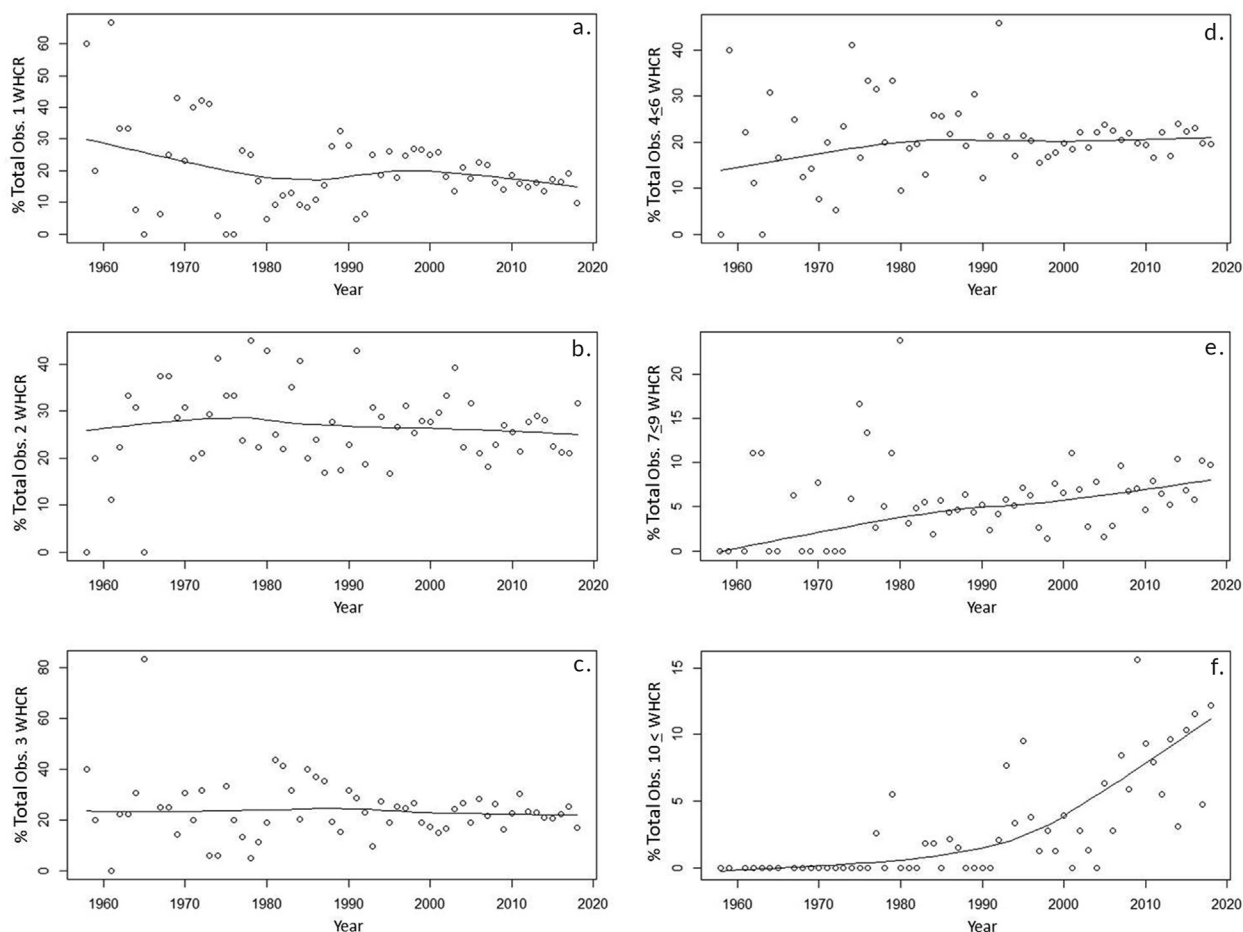 a.
% Total Obs. 1 WHCR
60
50
40
30
20
10
0
1960 1970 1980 1990 2000 2010 2020
Year
b.
% Total Obs. 2 WHCR
40
30
20
10
0
1960 1970 1980 1990 2000 2010 2020
Year
c.
% Total Obs. 3 WHCR
80
60
40
20
0
1960 1970 1980 1990 2000 2010 2020
Year
d.
% Total Obs. 4≤6 WHCR
40
30
20
10
0
1960 1970 1980 1990 2000 2010 2020
Year
e.
% Total Obs. 7≤9 WHCR
20
15
10
5
0
1960 1970 1980 1990 2000 2010 2020
Year
f.
% Total Obs. 10 ≤ WHCR
15
10
5
0
1960 1970 1980 1990 2000 2010 2020
Year